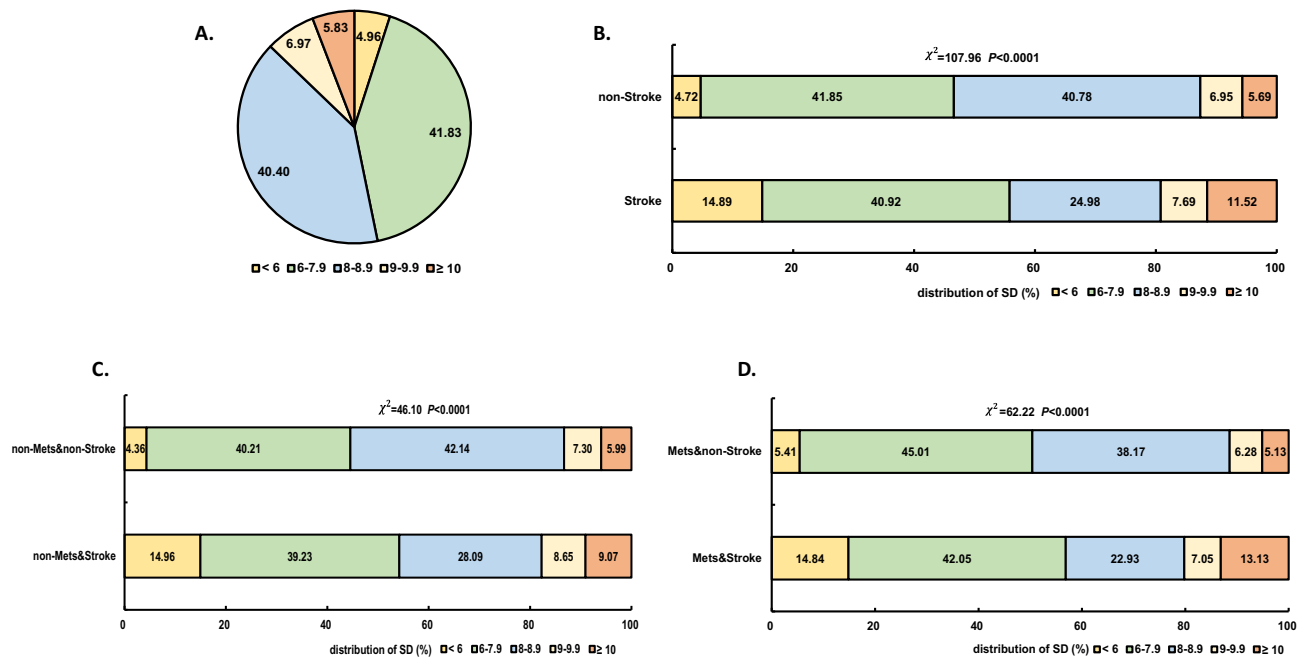 A.
5.83
4.96
6.97
41.83
40.40
< 6 6-7.9 8-8.9 9-9.9 ≥ 10
B.
χ²=107.96 P<0.0001
non-Stroke 4.72 41.85 40.78 6.95 5.69
Stroke 14.89 40.92 24.98 7.69 11.52
0 20 40 60 80 100
distribution of SD (%) < 6 6-7.9 8-8.9 9-9.9 ≥ 10
C.
χ²=46.10 P<0.0001
non-Mets&non-Stroke 4.36 40.21 42.14 7.30 5.99
non-Mets&Stroke 14.96 39.23 28.09 8.65 9.07
0 20 40 60 80 100
distribution of SD (%) < 6 6-7.9 8-8.9 9-9.9 ≥ 10
D.
χ²=62.22 P<0.0001
Mets&non-Stroke 5.41 45.01 38.17 6.28 5.13
Mets&Stroke 14.84 42.05 22.93 7.05 13.13
0 20 40 60 80 100
distribution of SD (%) < 6 6-7.9 8-8.9 9-9.9 ≥ 10